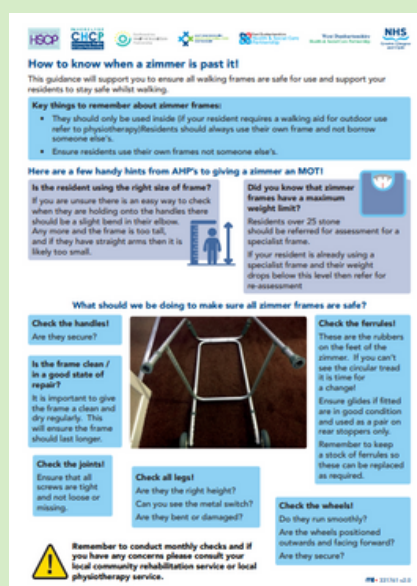 HSCP
CHCP
Health & Social Care
Partnership
West Dunbartonshire
Health & Social Care Partnership
NHS
How to know when a zimmer is past it!
This guidance will support you to ensure all walking frames are safe for use and support your
residents to stay safe whilst walking.
Key things to remember about zimmer frames:
• They should only be used inside (if your resident requires a walking aid for outdoor use
refer to physiotherapy)Residents should always use their own frame and not borrow
someone else's.
• Ensure residents use their own frames not someone else's.
Here are a few handy hints from AHP's to giving a zimmer an MOT!
Is the resident using the right size of frame?
If you are unsure there is an easy way to check
when they are holding onto the handles there
should be a slight bend in their elbow.
Any more and the frame is too tall,
and if they have straight arms then it is
likely too small.
Did you know that zimmer
frames have a maximum
weight limit?
Residents over 25 stone
should be referred for assessment for a
specialist frame.
If your resident is already using a
specialist frame and their weight
drops below this level then refer for
re-assessment
What should we be doing to make sure all zimmer frames are safe?
Check the handles!
Are they secure?
Is the frame clean /
in a good state of
repair?
It is important to give
the frame a clean and
dry regularly. This
will ensure the frame
should last longer.
Check the joints!
Ensure that all
screws are tight
and not loose or
missing.
Check all legs!
Are they the right height?
Can you see the metal switch?
Are they bent or damaged?
Check the ferrules!
These are the rubbers
on the feet of the
zimmer. If you can't
see the circular tread
it is time for
a change!
Ensure glides if fitted
are in good condition
and used as a pair on
rear stoppers only.
Remember to keep
a stock of ferrules so
these can be replaced
as required.
Check the wheels!
Do they run smoothly?
Are the wheels positioned
outwards and facing forward?
Are they secure?
Remember to conduct monthly checks and if
you have any concerns please consult your
local community rehabilitation service or local
physiotherapy service.